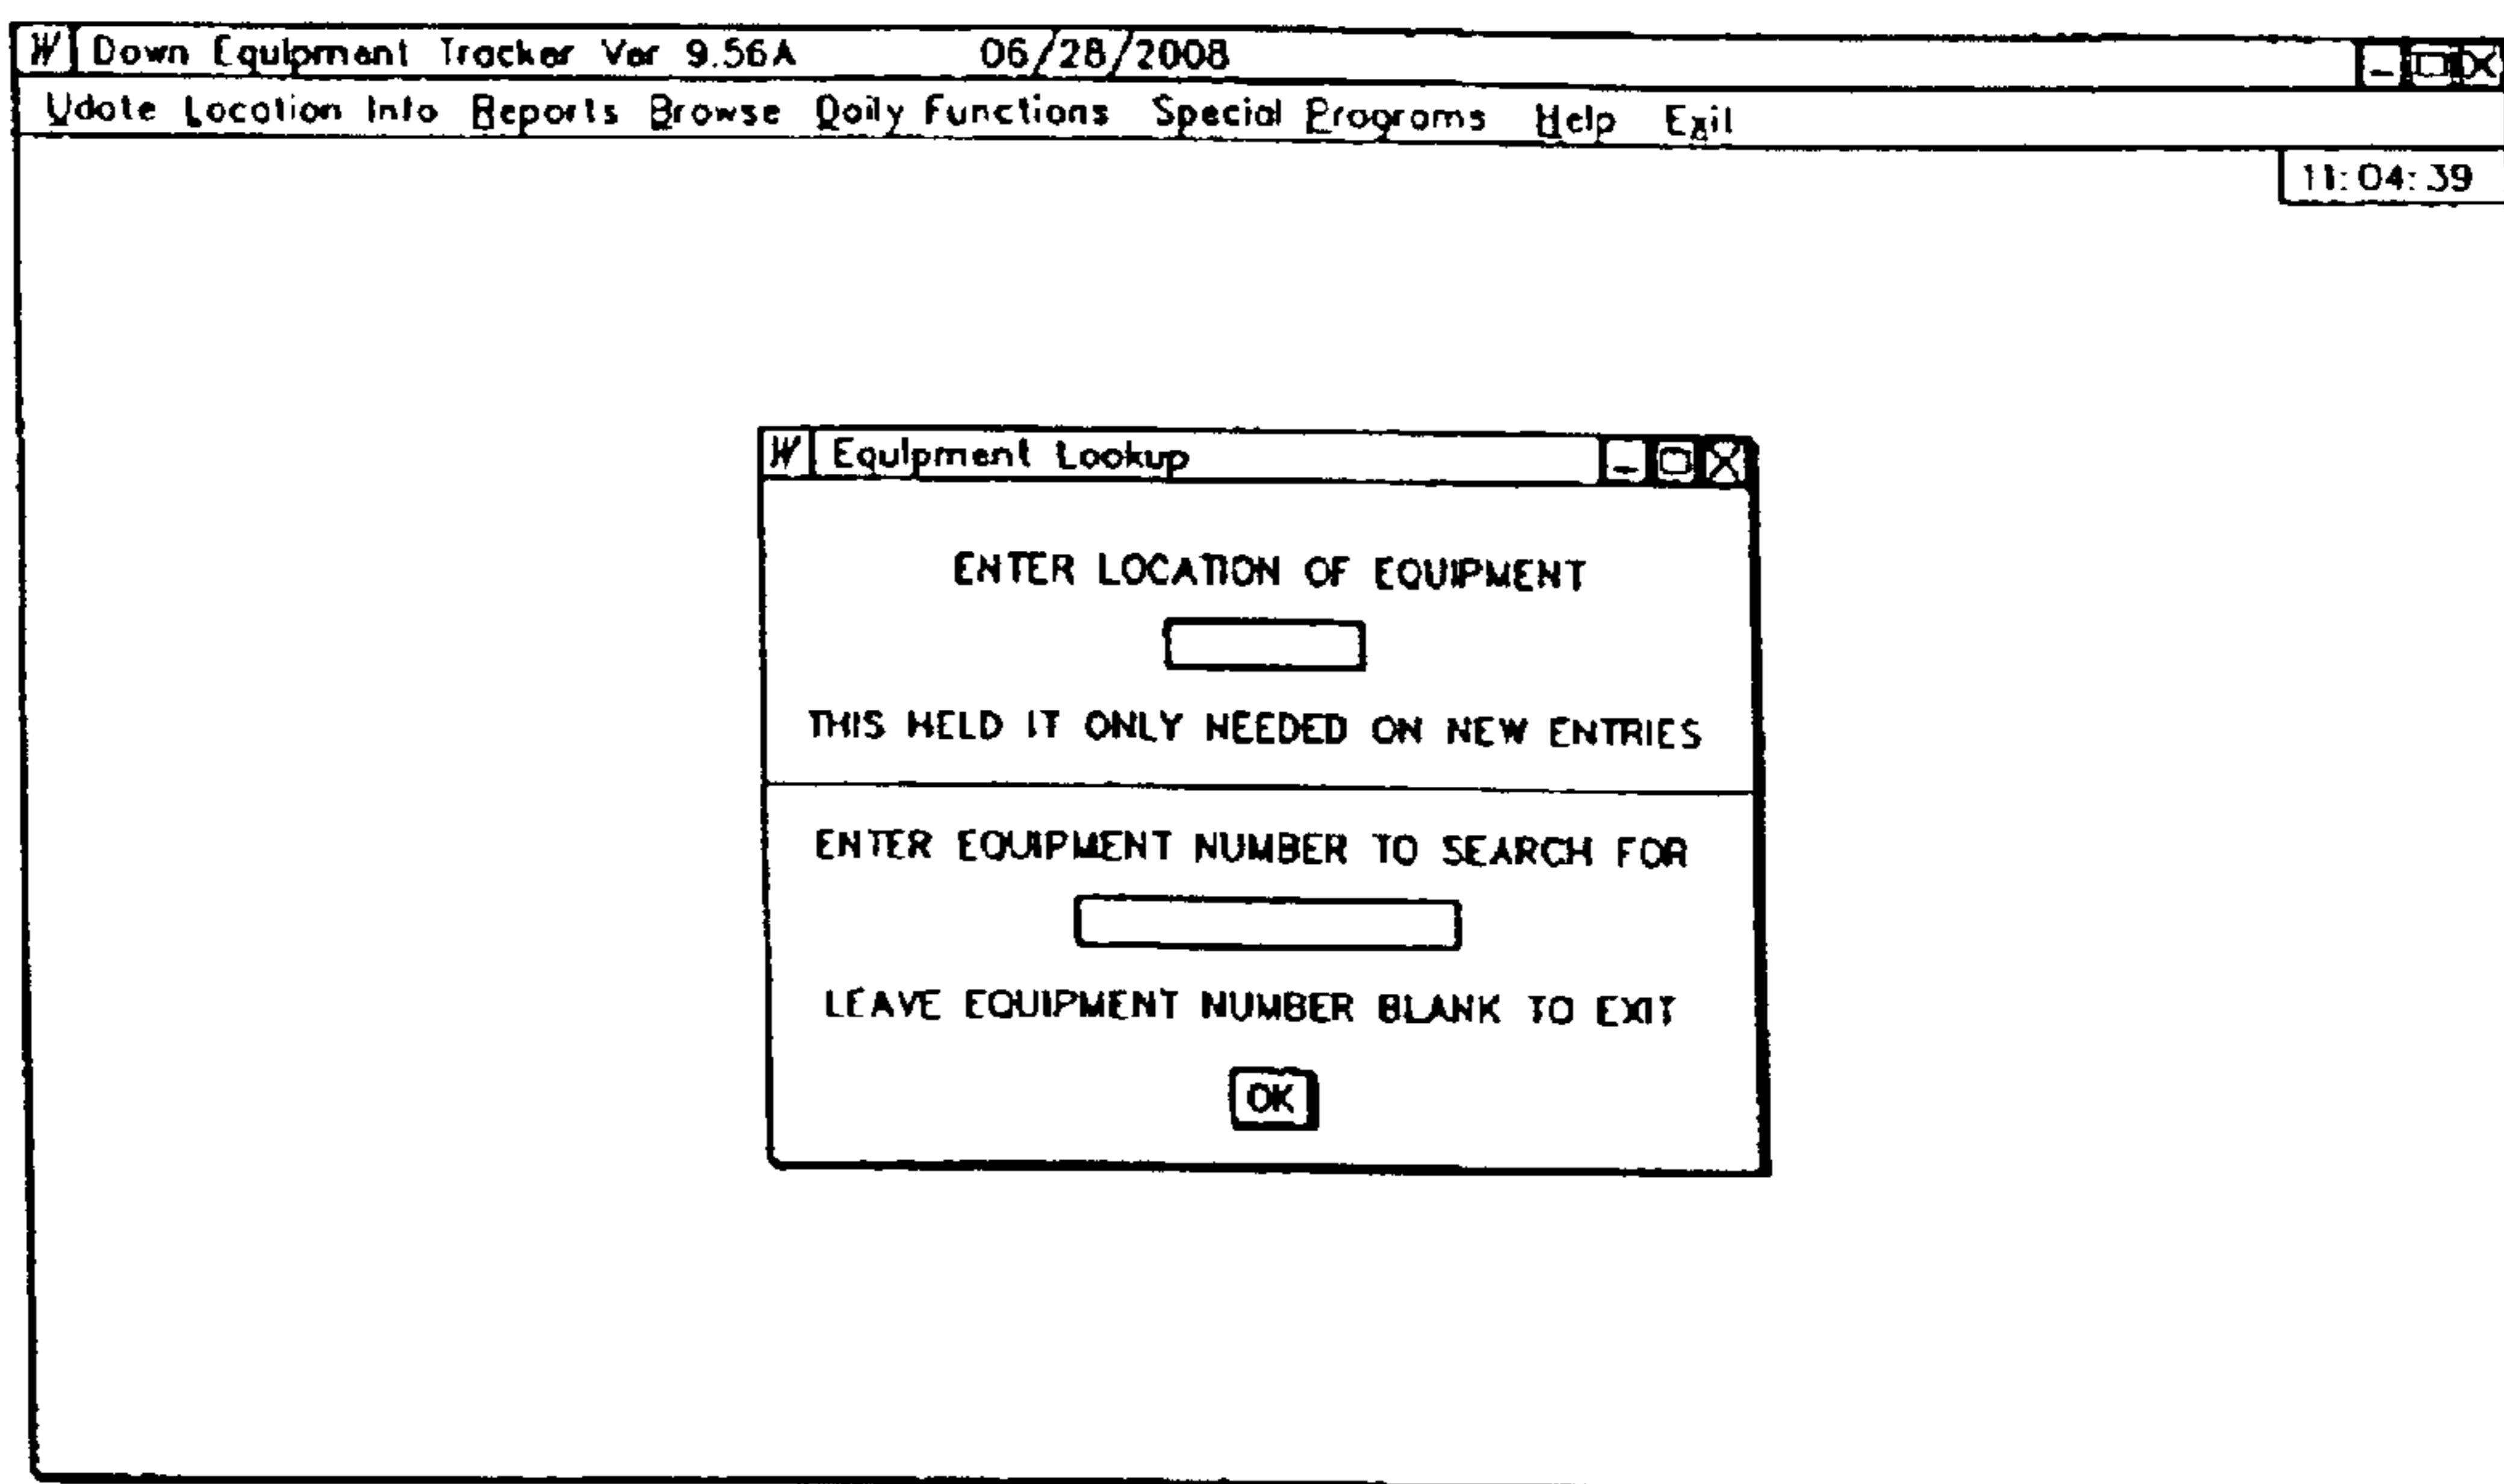 W Down Equipment Tracker Ver 9.56A 06/28/2008
Udate Location Info Reports Browse Daily Functions Special Programs Help Exit
11:04:39
W Equipment Lookup
ENTER LOCATION OF EQUIPMENT
THIS HELD IT ONLY NEEDED ON NEW ENTRIES
ENTER EQUIPMENT NUMBER TO SEARCH FOR
LEAVE EQUIPMENT NUMBER BLANK TO EXIT
OK